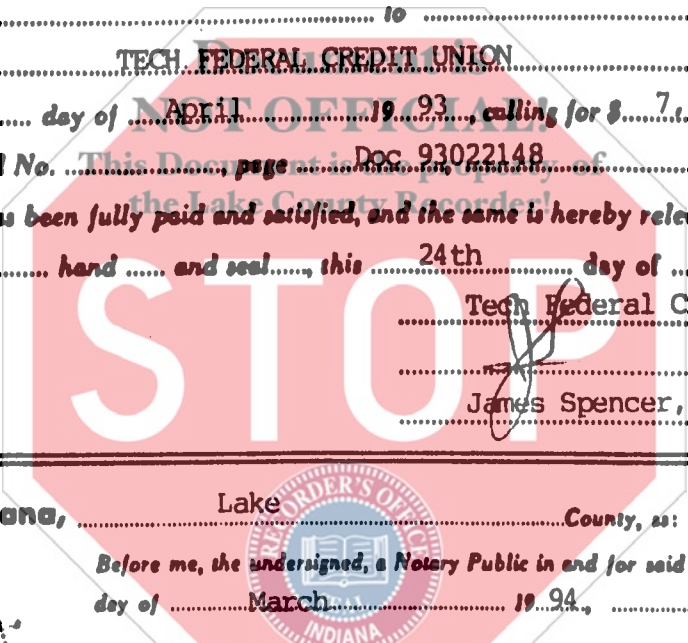 to
TECH FEDERAL CREDIT UNION
Document is
day of April 19 93, calling for $ 7
NOT OFFICIAL!
No. , page Doc 93022148
This Document is the property of
the Lake County Recorder!
s been fully paid and satisfied, and the same is hereby rele
hand and seal, this 24th day of
Tech Federal C
STOP
James Spencer,
ana, Lake County, ss:
RECORDER'S OFFICE
Before me, the undersigned, a Notary Public in and for said
day of March 19 94,
SEAL
INDIANA